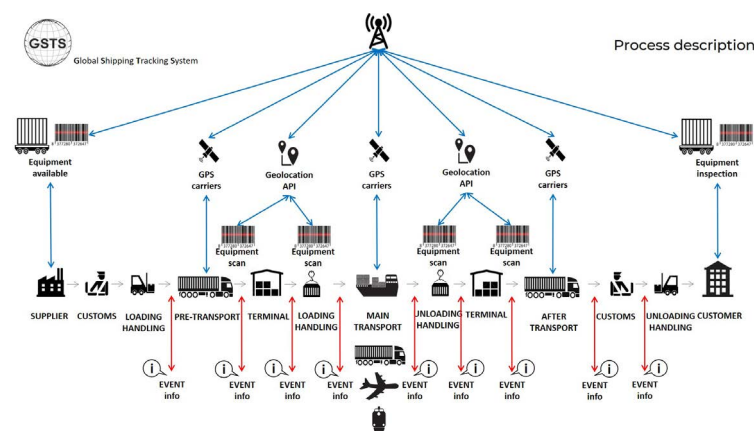 GSTS
Global Shipping Tracking System
Process description
Equipment
available
GPS
carriers
Geolocation
API
GPS
carriers
Geolocation
API
GPS
carriers
Equipment
inspection
Equipment
scan
Equipment
scan
Equipment
scan
Equipment
scan
SUPPLIER
CUSTOMS
LOADING
HANDLING
PRE-TRANSPORT
TERMINAL
LOADING
HANDLING
MAIN
TRANSPORT
UNLOADING
HANDLING
TERMINAL
AFTER
TRANSPORT
CUSTOMS
UNLOADING
HANDLING
CUSTOMER
i
EVENT
info
i
EVENT
info
i
EVENT
info
i
EVENT
info
i
EVENT
info
i
EVENT
info
i
EVENT
info
i
EVENT
info
i
EVENT
info